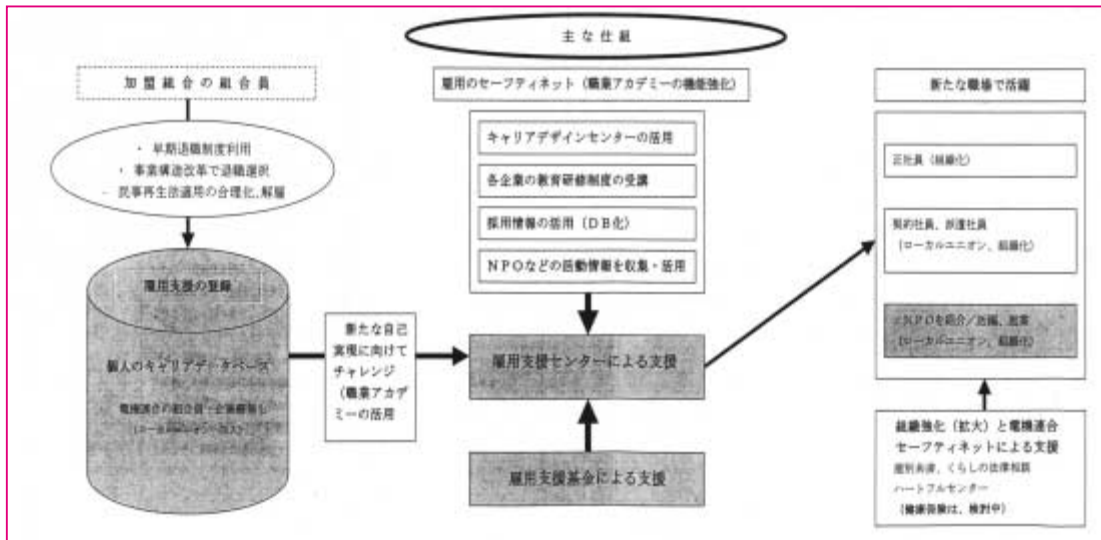 主な仕組
加盟組合の組合員
・ 早期退職制度利用
・ 事業構造改革で退職選択
・ 民事再生法適用の合理化、解雇
雇用支援の登録
個人のキャリアデータベース
電機連合の組合員
新たな自己
実現に向けて
チャレンジ
(職業アカデ
ミーの活用
雇用のセーフティネット(職業アカデミーの機能強化)
キャリアデザインセンターの活用
各企業の教育研修制度の受講
採用情報の活用(DB化)
NPOなどの活動情報を収集・活用
雇用支援センターによる支援
雇用支援基金による支援
新たな職場で活躍
正社員(組織化)
契約社員、派遣社員
(ローカルユニオン、組織化)
NPOを紹介/
(ローカルユニオン、組織化)
組織強化(拡大)と電機連合
セーフティネットによる支援
個別共済、くらしの法律相談
ハートフルセンター
(健康保険は、検討中)